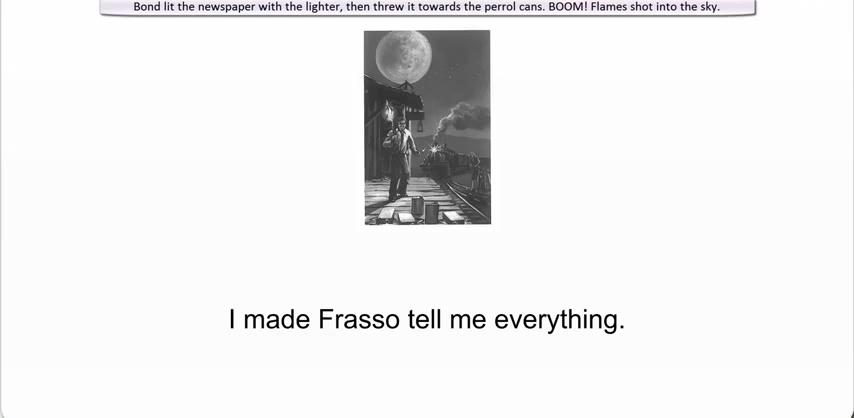 Bond lit the newspaper with the lighter, then threw it towards the perrol cans. BOOM! Flames shot into the sky.
I made Frasso tell me everything.